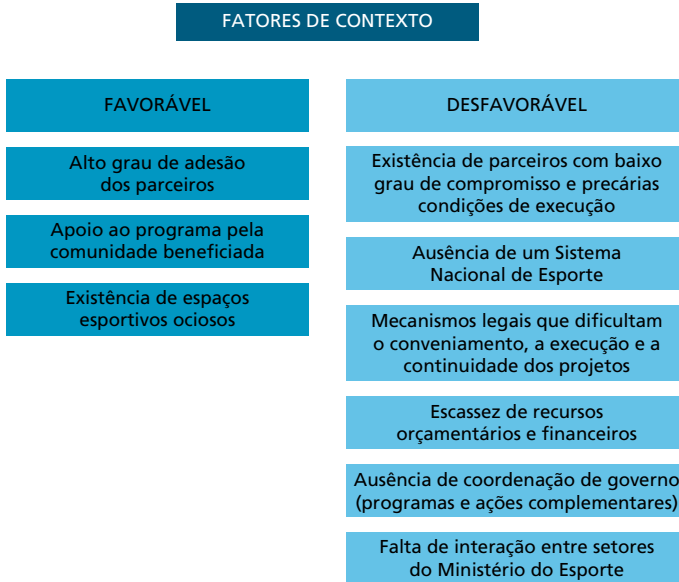 FATORES DE CONTEXTO
FAVORÁVEL
Alto grau de adesão
dos parceiros
Apoio ao programa pela
comunidade beneficiada
Existência de espaços
esportivos ociosos
DESFAVORÁVEL
Existência de parceiros com baixo
grau de compromisso e precárias
condições de execução
Ausência de um Sistema
Nacional de Esporte
Mecanismos legais que dificultam
o conveniamento, a execução e a
continuidade dos projetos
Escassez de recursos
orçamentários e financeiros
Ausência de coordenação de governo
(programas e ações complementares)
Falta de interação entre setores
do Ministério do Esporte